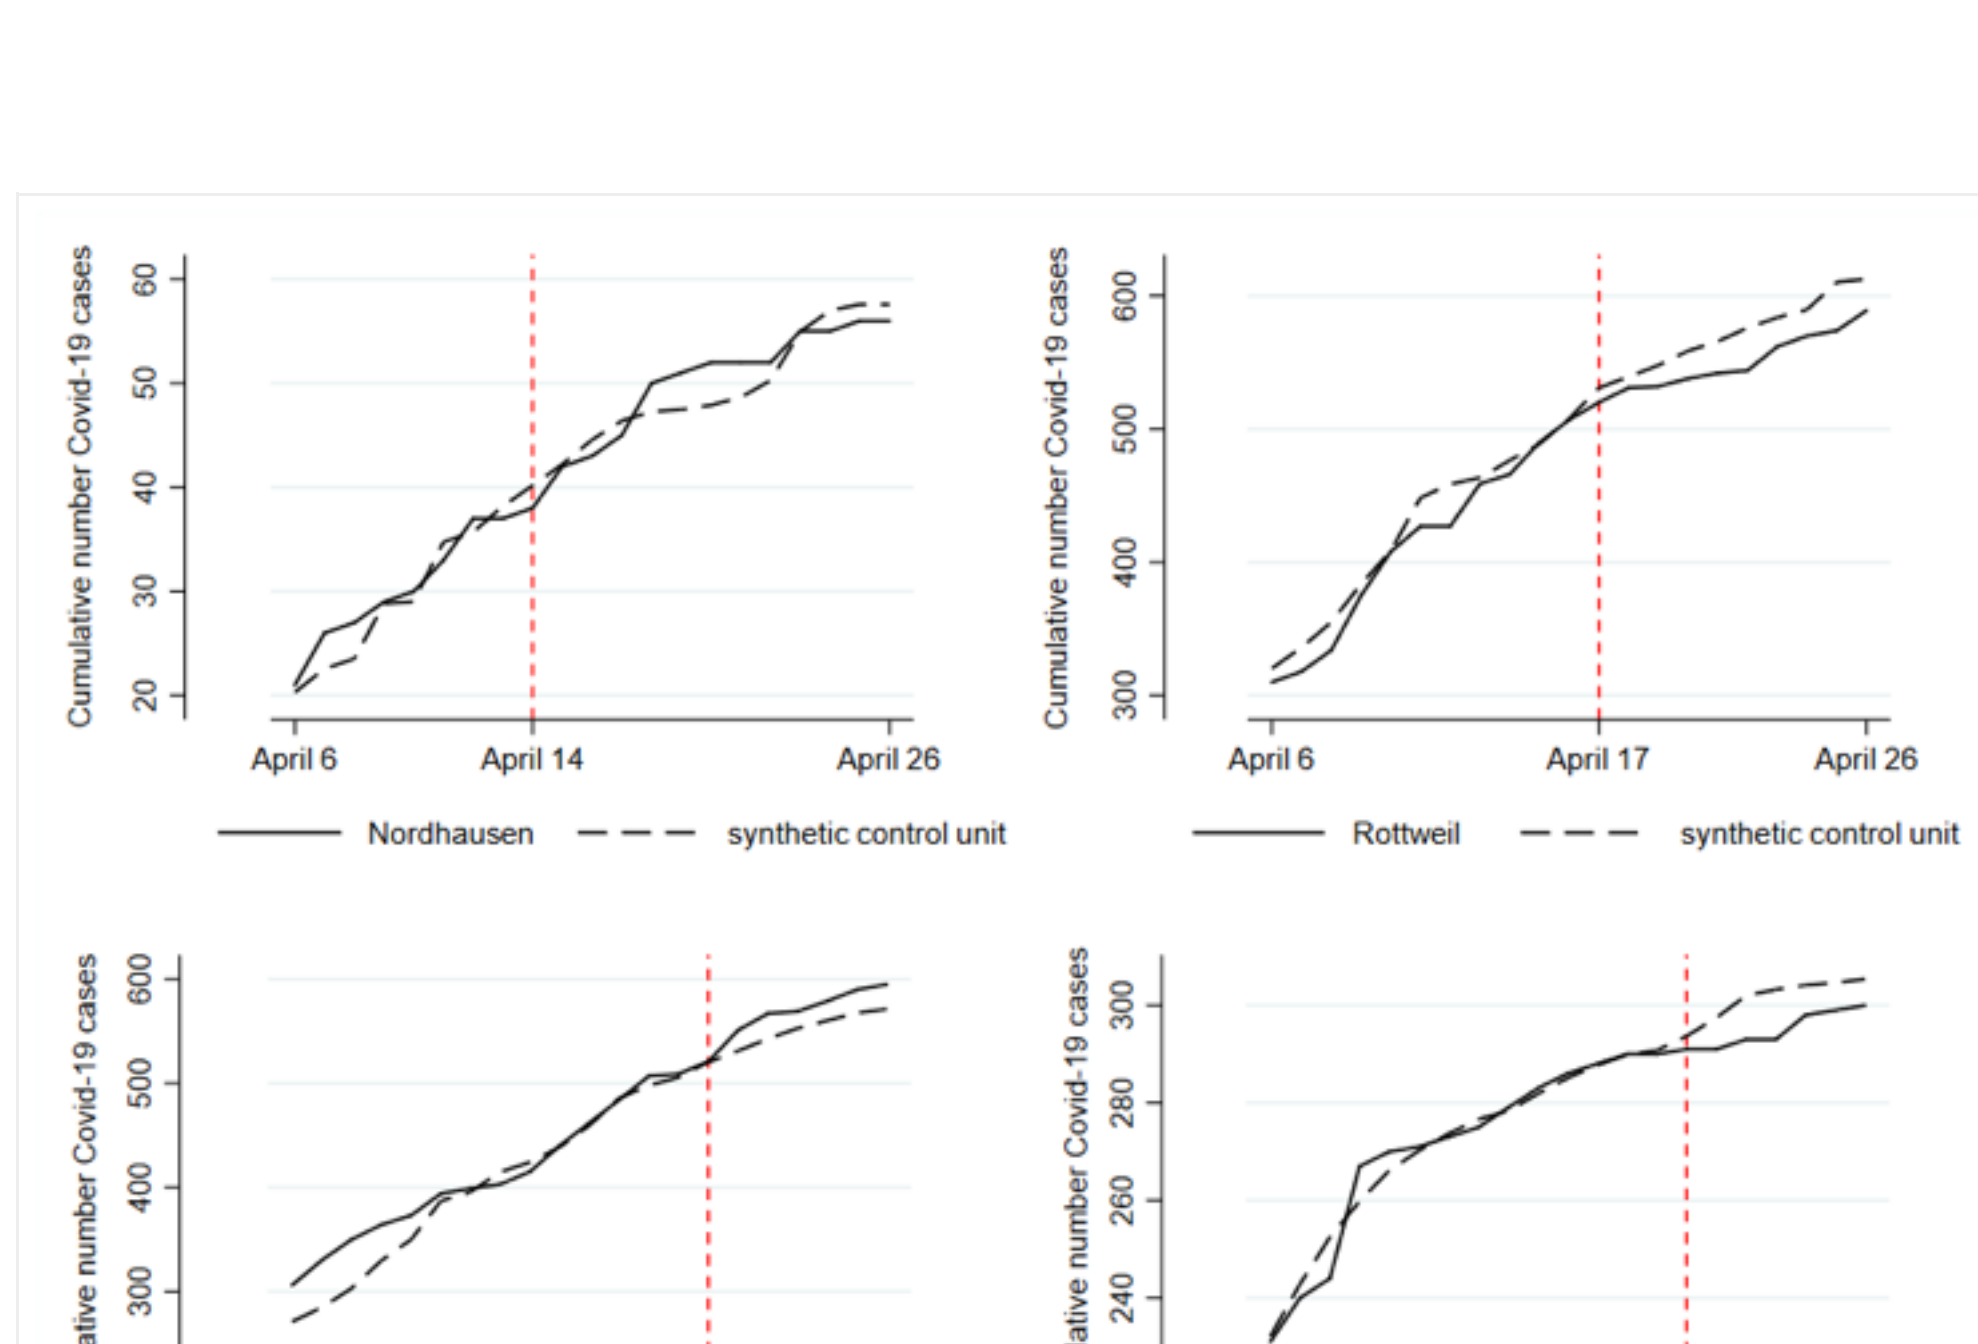 Cumulative number Covid-19 cases
60
50
40
30
20
April 6
April 14
April 26
Nordhausen
synthetic control unit
Cumulative number Covid-19 cases
600
500
400
300
April 6
April 17
April 26
Rottweil
synthetic control unit
ative number Covid-19 cases
600
500
400
300
ative number Covid-19 cases
300
280
260
240